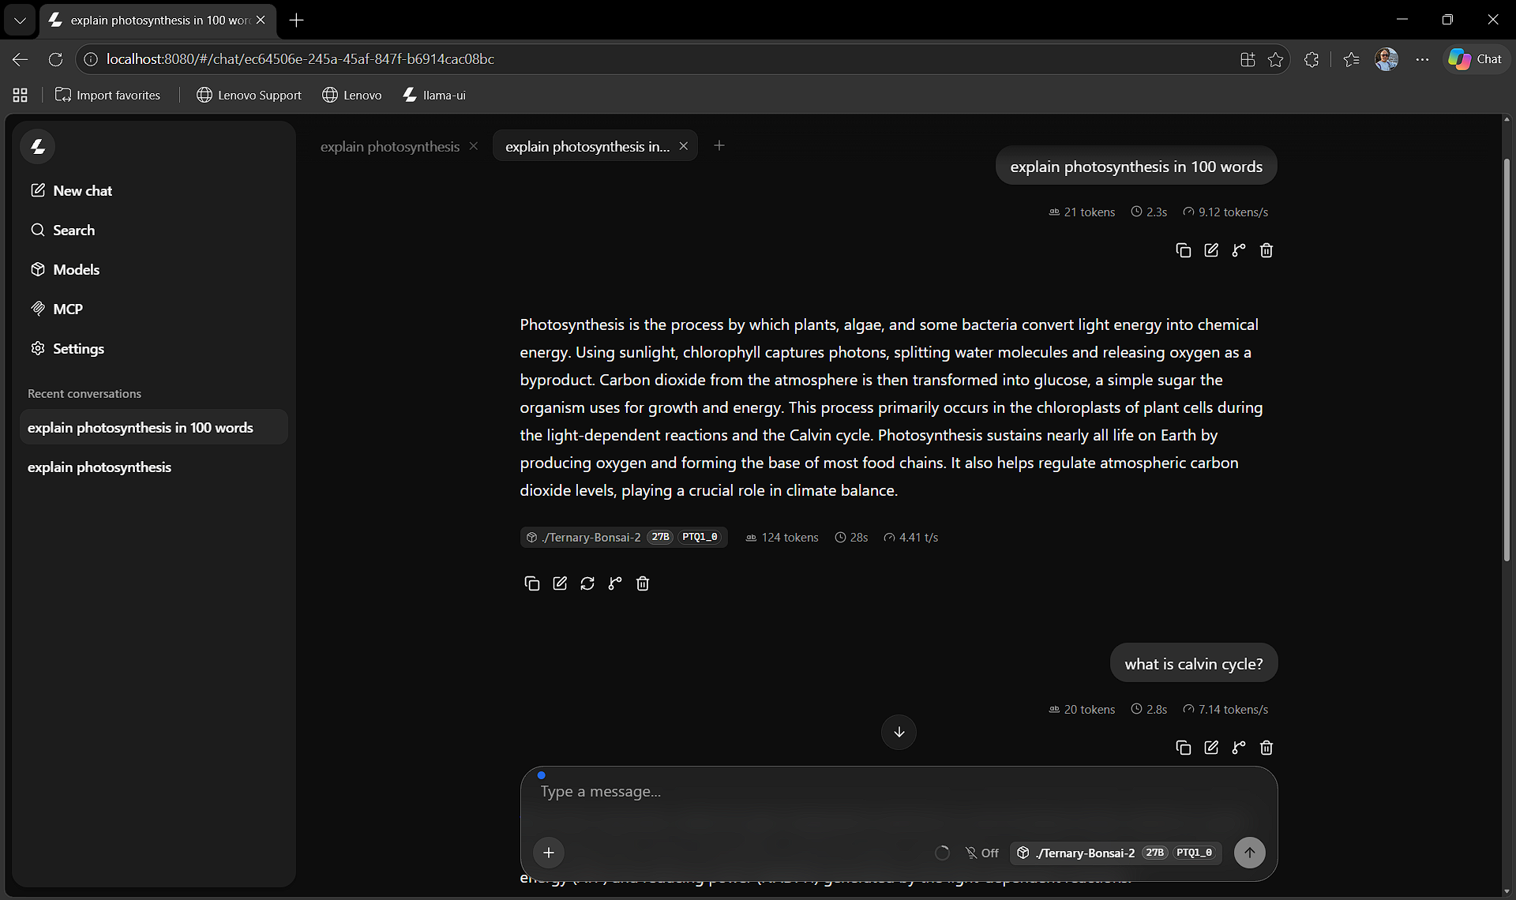 explain photosynthesis in 100 wor
localhost:8080/#/chat/ec64506e-245a-45af-847f-b6914cac08bc
Chat
Import favorites
Lenovo Support
Lenovo
llama-ui
New chat
Search
Models
MCP
Settings
Recent conversations
explain photosynthesis in 100 words
explain photosynthesis
explain photosynthesis
explain photosynthesis in...
explain photosynthesis in 100 words
21 tokens 2.3s 9.12 tokens/s
Photosynthesis is the process by which plants, algae, and some bacteria convert light energy into chemical
energy. Using sunlight, chlorophyll captures photons, splitting water molecules and releasing oxygen as a
byproduct. Carbon dioxide from the atmosphere is then transformed into glucose, a simple sugar the
organism uses for growth and energy. This process primarily occurs in the chloroplasts of plant cells during
the light-dependent reactions and the Calvin cycle. Photosynthesis sustains nearly all life on Earth by
producing oxygen and forming the base of most food chains. It also helps regulate atmospheric carbon
dioxide levels, playing a crucial role in climate balance.
./Ternary-Bonsai-2 27B PTQ1_0 124 tokens 28s 4.41 t/s
what is calvin cycle?
20 tokens 2.8s 7.14 tokens/s
Type a message...
Off ./Ternary-Bonsai-2 27B PTQ1_0